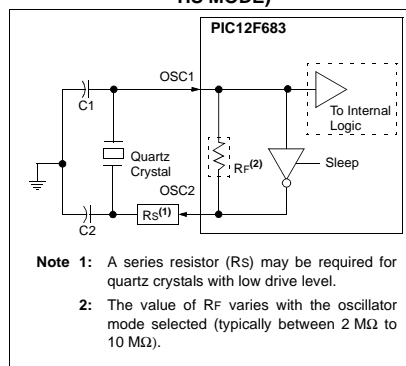 HS MODE)
PIC12F683
OSC1
C1
To Internal
Logic
Quartz
Crystal
RF(2)
Sleep
OSC2
RS(1)
C2
Note 1: A series resistor (RS) may be required for
quartz crystals with low drive level.
2: The value of RF varies with the oscillator
mode selected (typically between 2 MΩ to
10 MΩ).